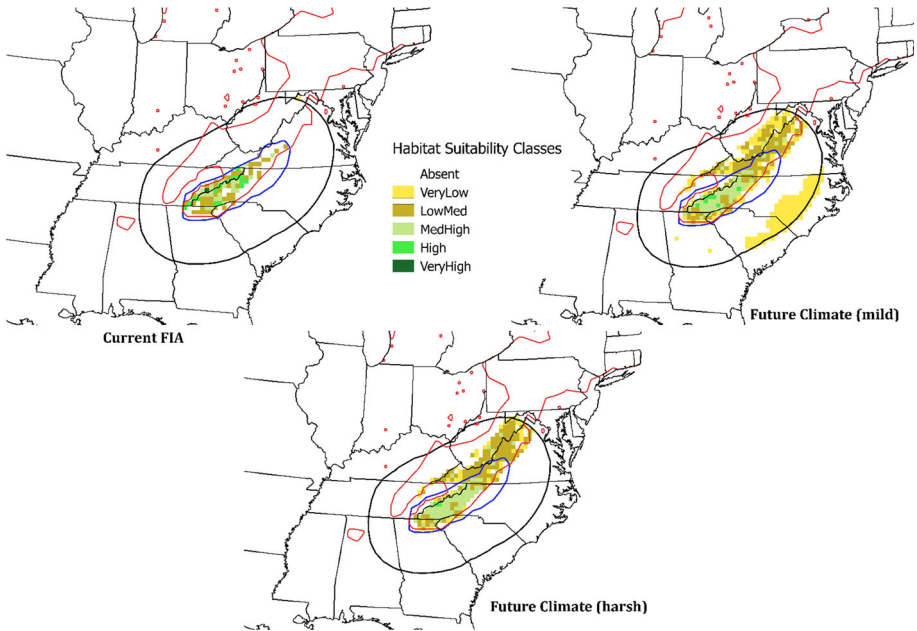 Habitat Suitability Classes
Absent
VeryLow
LowMed
MedHigh
High
VeryHigh
Current FIA
Future Climate (mild)
Future Climate (harsh)